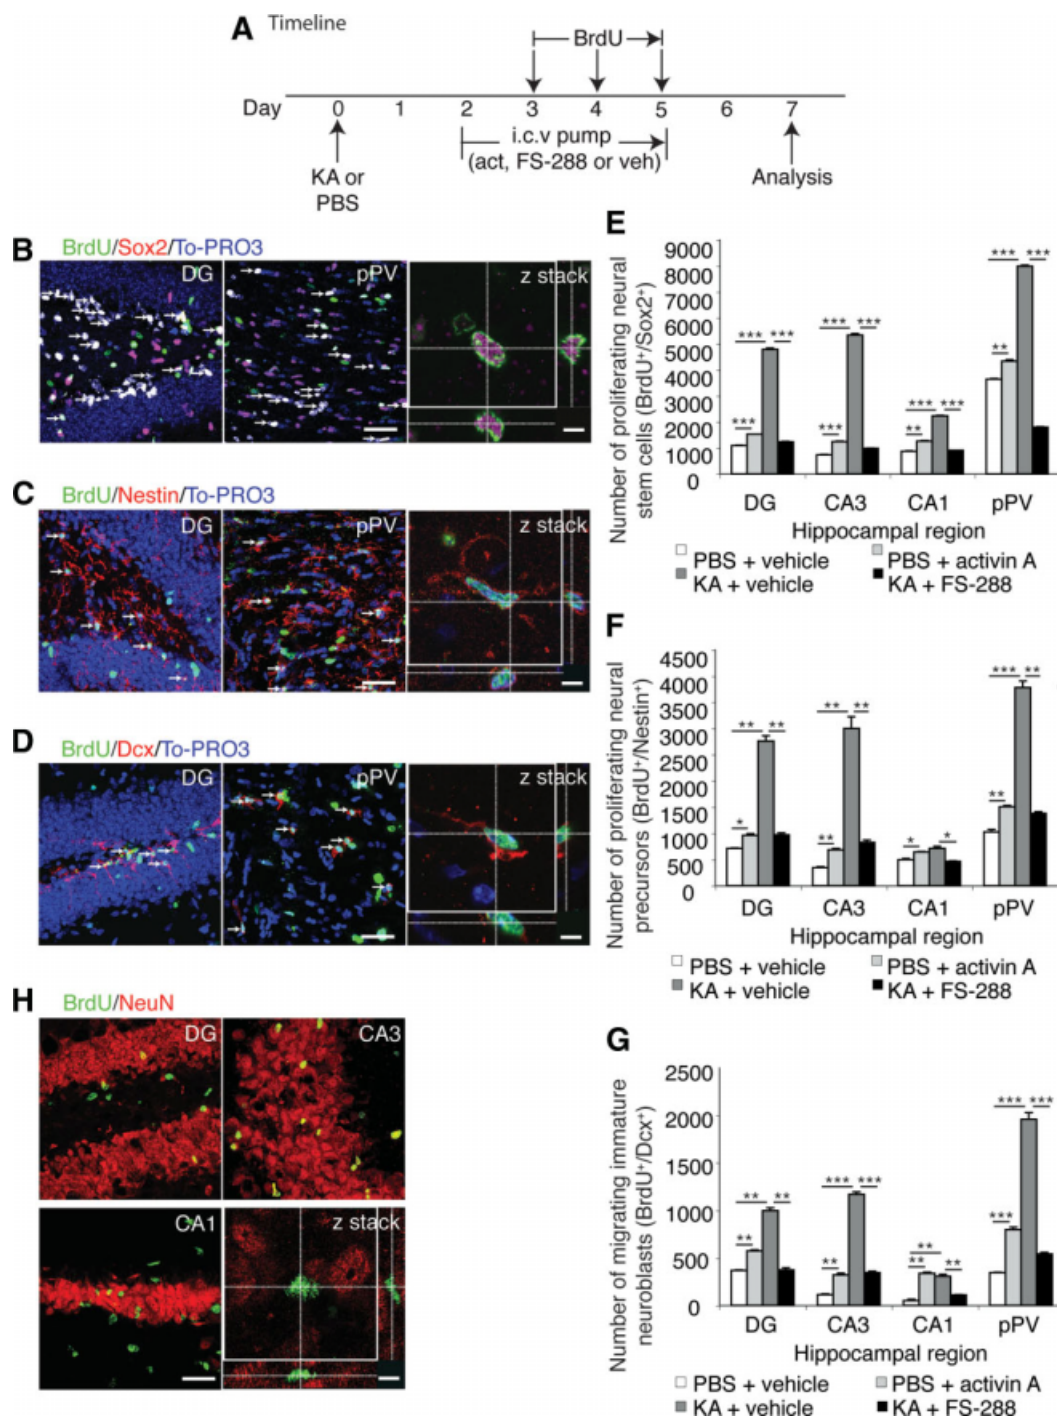 A Timeline
BrdU
Day 0 1 2 3 4 5 6 7
i.c.v pump
(act, FS-288 or veh)
KA or
PBS
Analysis
B BrdU/Sox2/To-PRO3
DG pPV z stack
C BrdU/Nestin/To-PRO3
DG pPV z stack
D BrdU/Dcx/To-PRO3
DG pPV z stack
H BrdU/NeuN
DG CA3
CA1 z stack
E
Number of proliferating neural
stem cells (BrdU⁺/Sox2⁺)
9000
8000
7000
6000
5000
4000
3000
2000
1000
0
*** *** *** *** *** *** *** ***
*** *** ** **
DG CA3 CA1 pPV
Hippocampal region
PBS + vehicle PBS + activin A
KA + vehicle KA + FS-288
F
Number of proliferating neural
precursors (BrdU⁺/Nestin⁺)
4500
4000
3500
3000
2500
1500
1000
500
0
** ** ** ** * *** **
* ** * **
DG CA3 CA1 pPV
Hippocampal region
PBS + vehicle PBS + activin A
KA + vehicle KA + FS-288
G
Number of migrating immature
neuroblasts (BrdU⁺/Dcx⁺)
2500
2000
1500
1000
500
0
** ** *** *** ** ** *** ***
** ** ** ***
DG CA3 CA1 pPV
Hippocampal region
PBS + vehicle PBS + activin A
KA + vehicle KA + FS-288